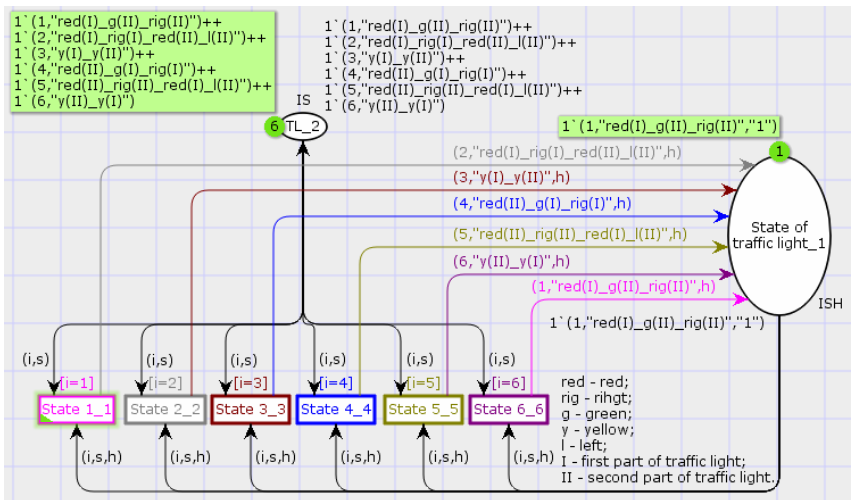 1`(1,"red(I)_g(II)_rig(II)")++
1`(2,"red(I)_rig(I)_red(II)_l(II)")++
1`(3,"y(I)_y(II)")++
1`(4,"red(II)_g(I)_rig(I)")++
1`(5,"red(II)_rig(II)_red(I)_l(II)")++
1`(6,"y(II)_y(I)")
1`(1,"red(I)_g(II)_rig(II)")++
1`(2,"red(I)_rig(I)_red(II)_l(II)")++
1`(3,"y(I)_y(II)")++
1`(4,"red(II)_g(I)_rig(I)")++
1`(5,"red(II)_rig(II)_red(I)_l(II)")++
1`(6,"y(II)_y(I)")
IS
6
TL_2
1`(1,"red(I)_g(II)_rig(II)","1")
1
(2,"red(I)_rig(I)_red(II)_l(II)",h)
(3,"y(I)_y(II)",h)
(4,"red(II)_g(I)_rig(I)",h)
(5,"red(II)_rig(II)_red(I)_l(II)",h)
(6,"y(II)_y(I)",h)
(1,"red(I)_g(II)_rig(II)",h)
State of
traffic light_1
ISH
1`(1,"red(I)_g(II)_rig(II)","1")
(i,s)
(i,s)
(i,s)
(i,s)
(i,s)
(i,s)
[i=1]
[i=2]
[i=3]
[i=4]
[i=5]
[i=6]
State 1_1
State 2_2
State 3_3
State 4_4
State 5_5
State 6_6
(i,s,h)
(i,s,h)
(i,s,h)
(i,s,h)
(i,s,h)
(i,s,h)
red - red;
rig - rihgt;
g - green;
y - yellow;
l - left;
I - first part of traffic light;
II - second part of traffic light.